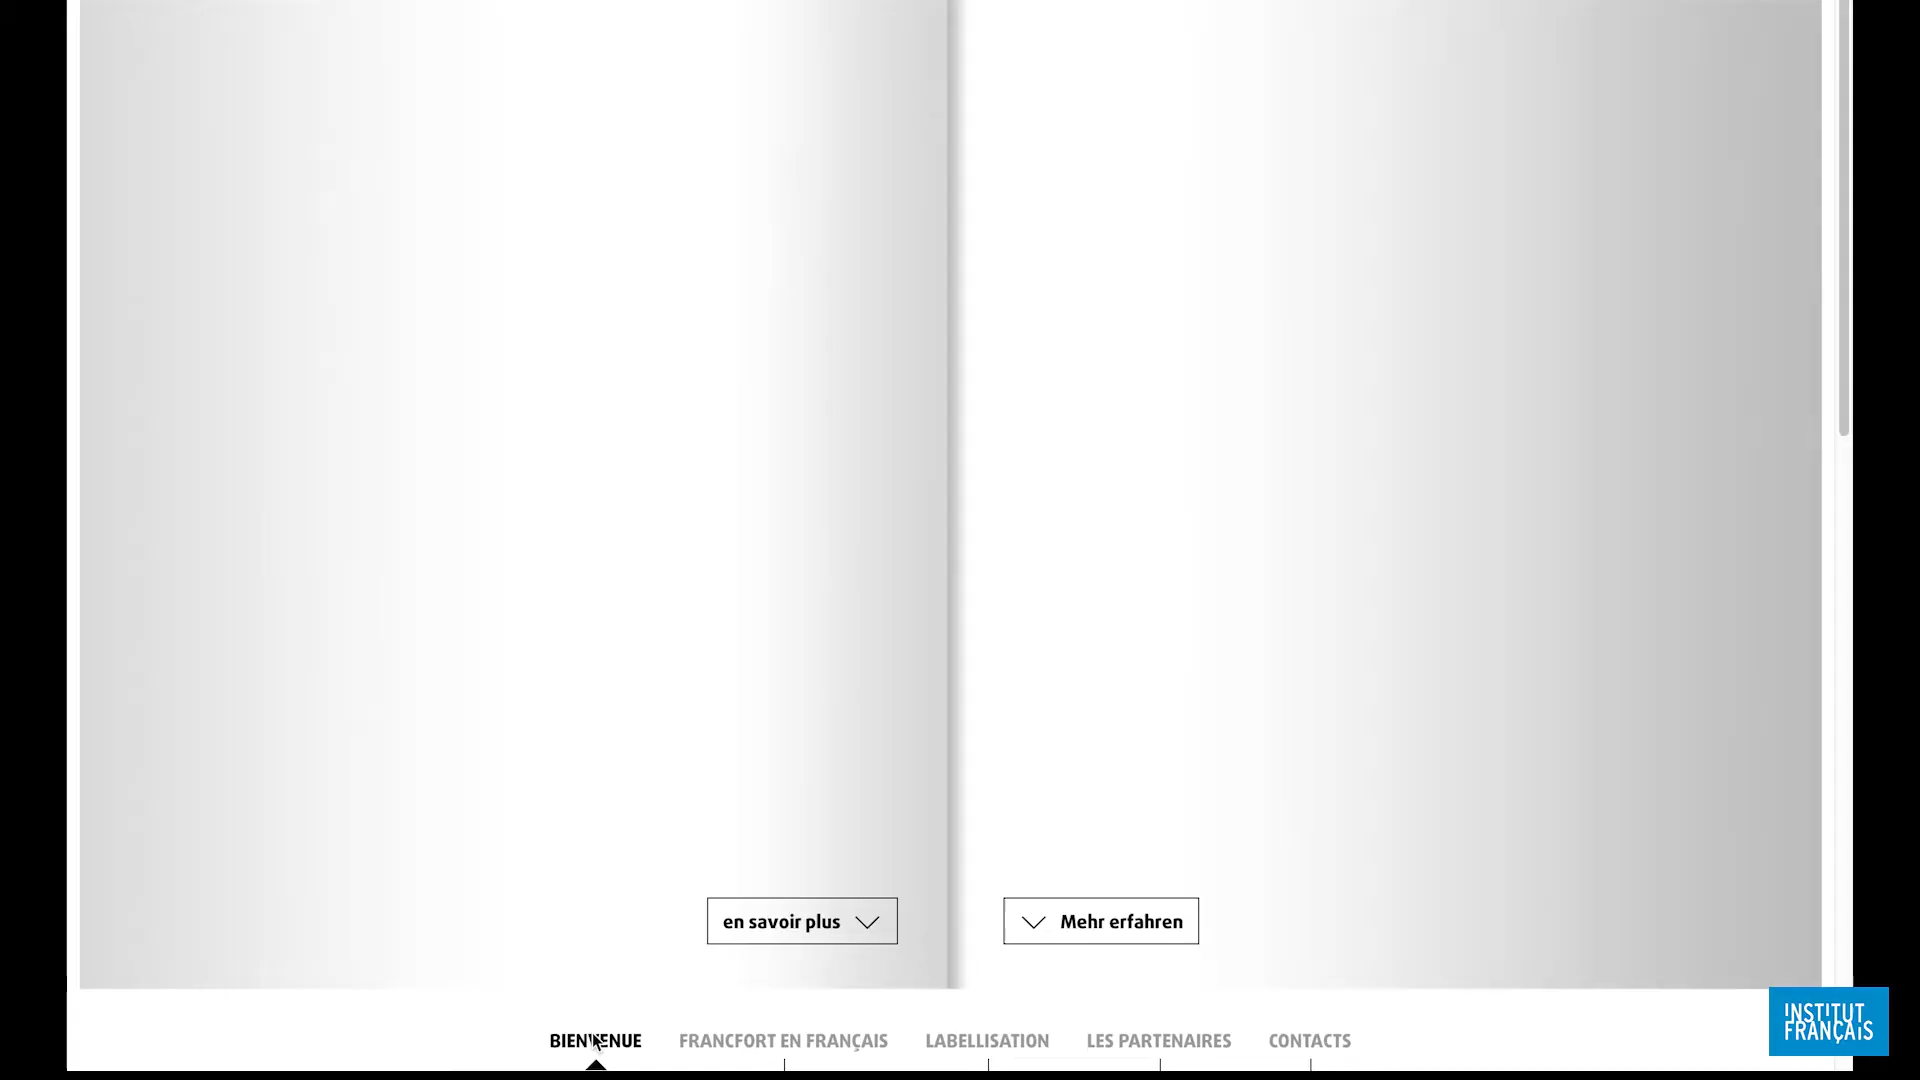 en savoir plus
Mehr erfahren
BIENVENUE
FRANCFORT EN FRANÇAIS
LABELLISATION
LES PARTENAIRES
CONTACTS
INSTITUT
FRANÇAIS